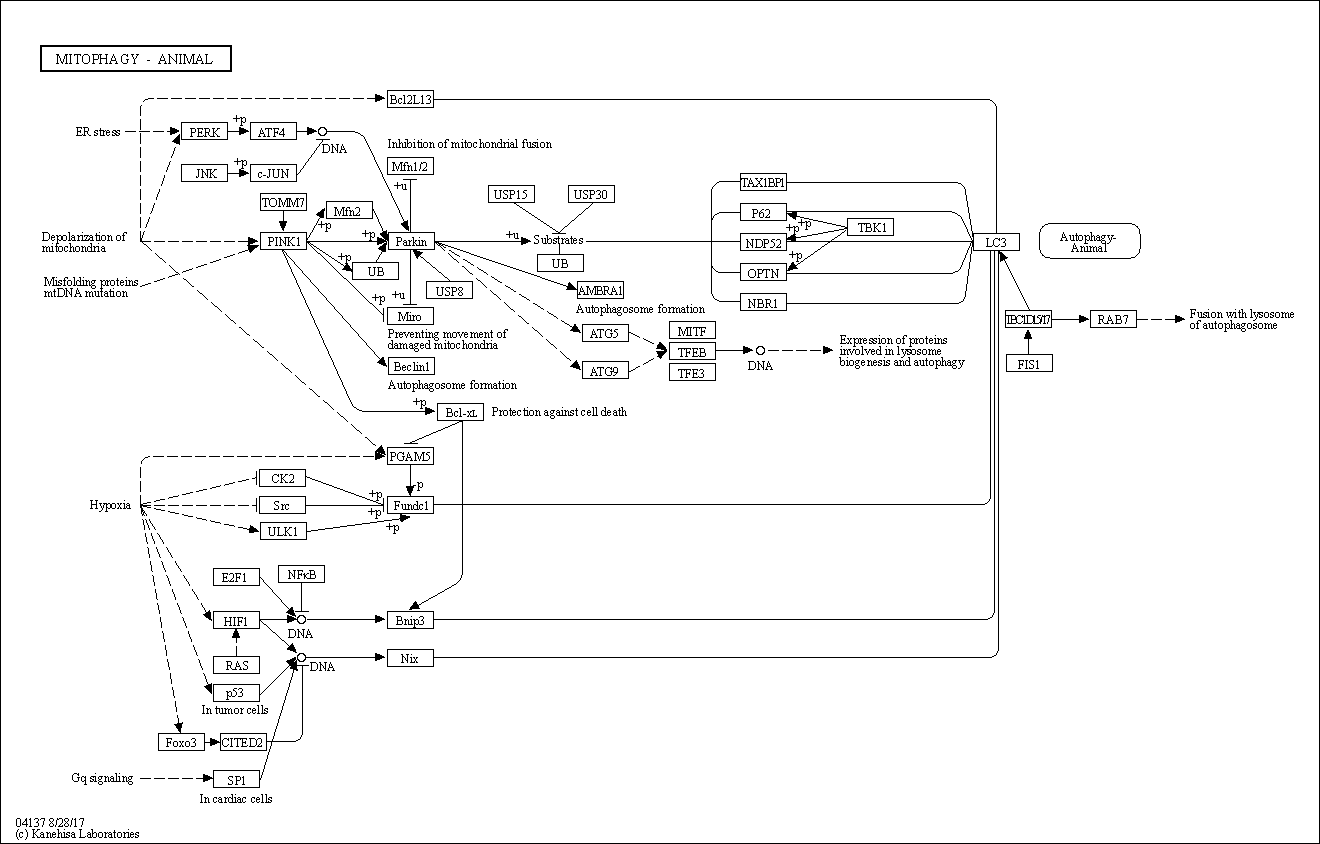 MITOPHAGY - ANIMAL
Bcl2L13
ER stress
PERK
+p
ATF4
DNA
Inhibition of mitochondrial fusion
JNK
+p
c-JUN
Mfn1/2
+u
TOMM7
Mfn2
+p
USP15
USP30
TAX1BP1
P62
+p
TBK1
Depolarization of
mitochondria
PINK1
+p
Parkin
+u
Substrates
NDP52
+p
LC3
Autophagy-
Animal
UB
+p
UB
OPTN
+p
Misfolding proteins
mtDNA mutation
USP8
AMBRA1
NBR1
+p
+u
Miro
Autophagosome formation
TBC1D15/17
RAB7
Fusion with lysosome
of autophagosome
Preventing movement of
damaged mitochondria
ATG5
MITF
TFEB
DNA
Expression of proteins
involved in lysosome
biogenesis and autophagy
FIS1
Beclin1
ATG9
TFE3
Autophagosome formation
+p
Bcl-xL
Protection against cell death
PGAM5
CK2
-p
+p
Hypoxia
Src
+p
Fundc1
ULK1
+p
E2F1
NFκB
HIF1
DNA
Bnip3
RAS
DNA
Nix
p53
In tumor cells
Foxo3
CITED2
Gq signaling
SP1
In cardiac cells
04137 8/28/17
(c) Kanehisa Laboratories